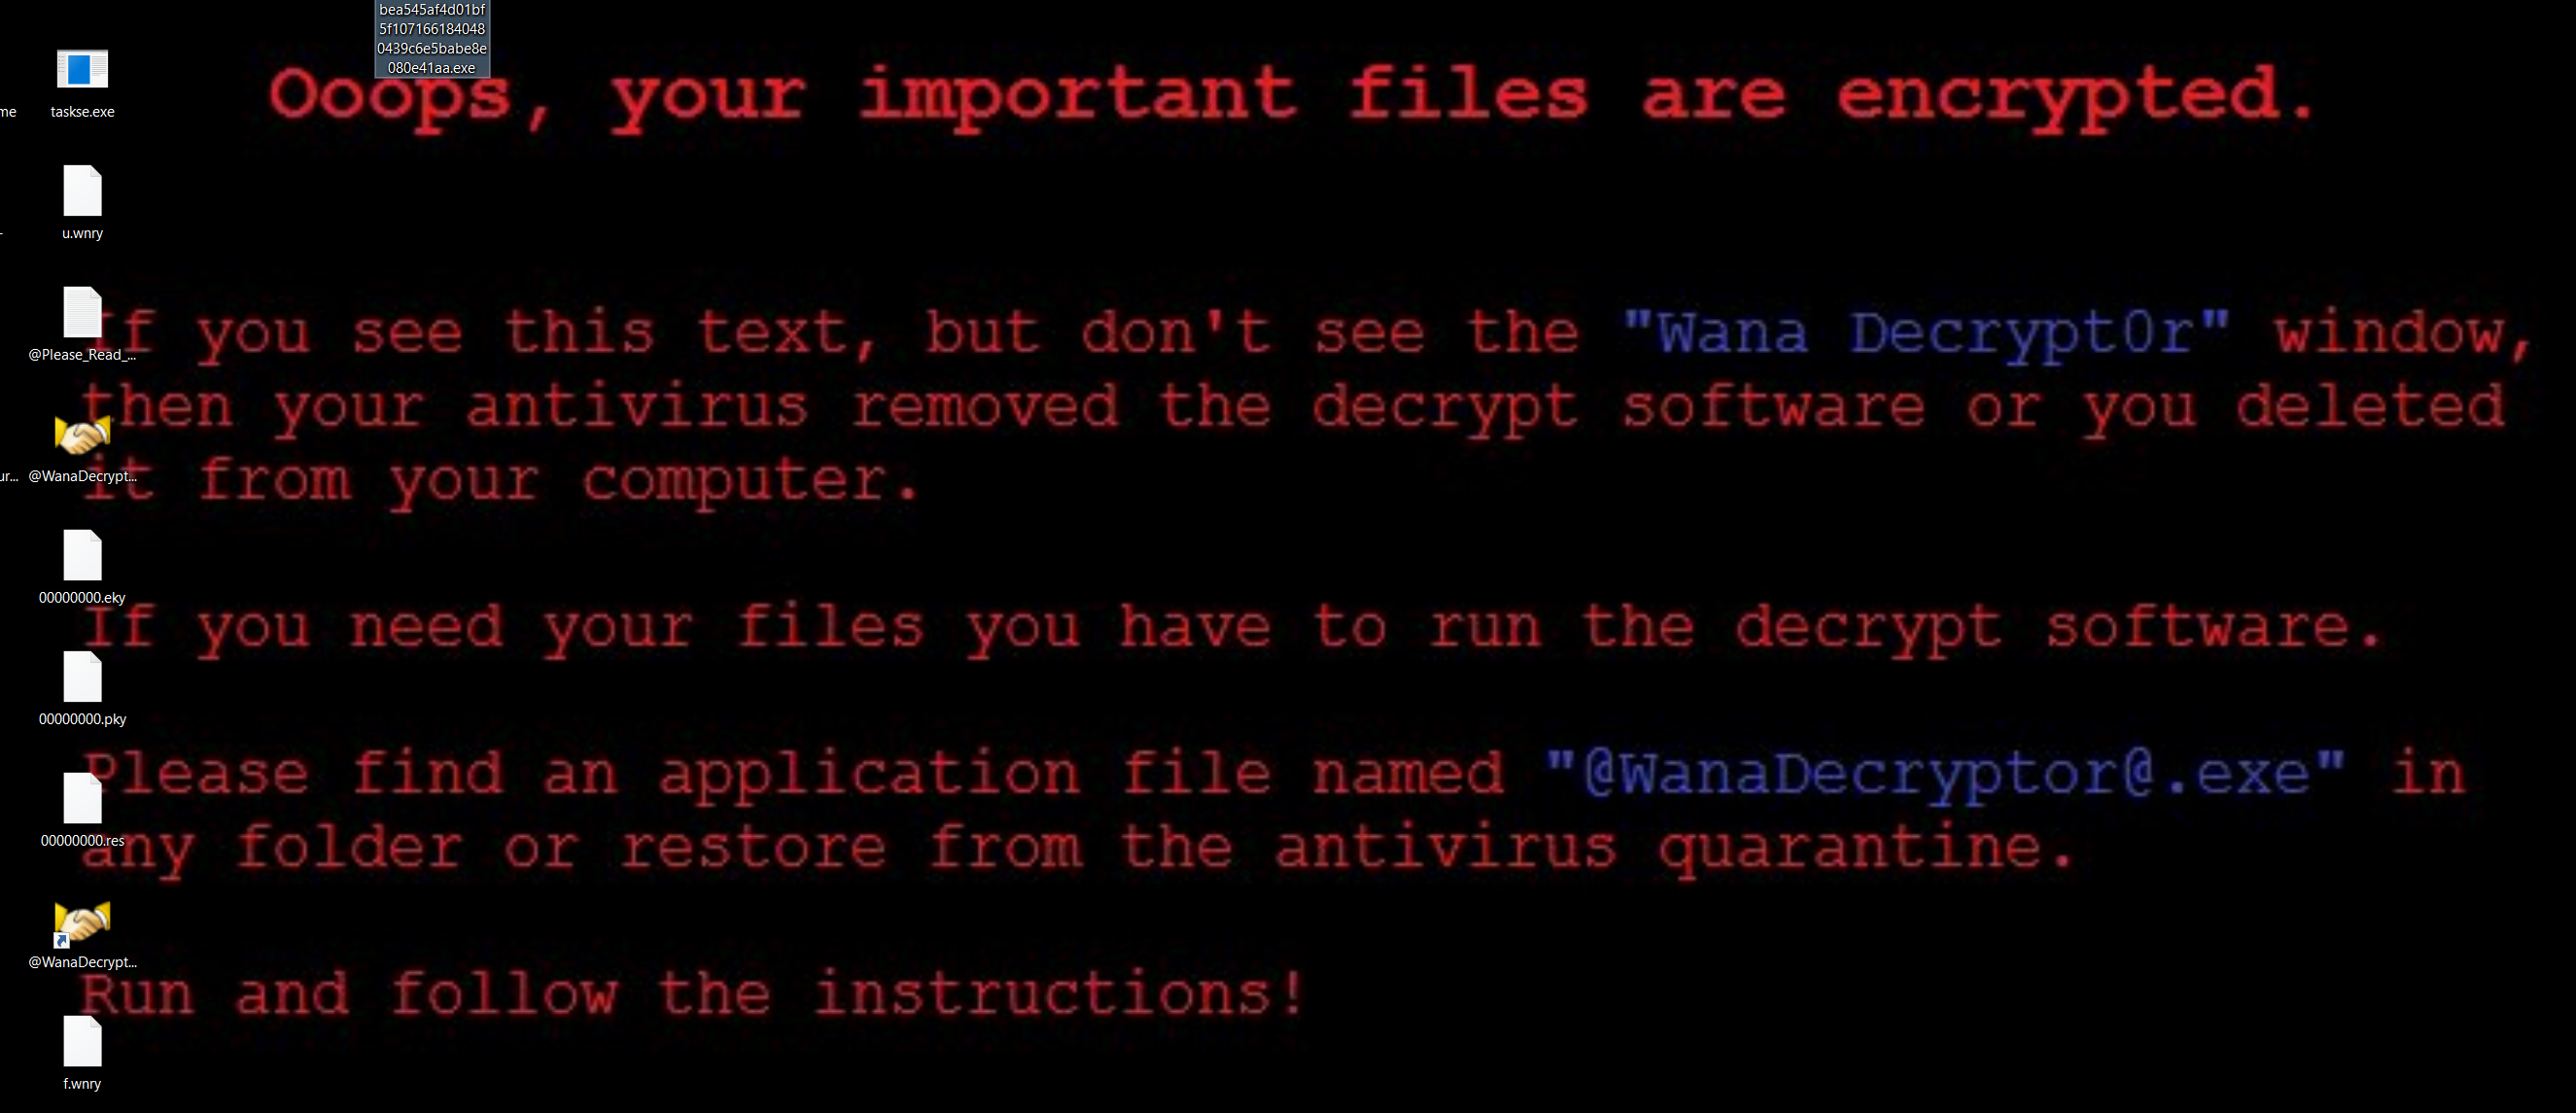 bea545af4d01bf
5f107166184048
0439c6e5babe8e
080e41aa.exe
Ooops, your important files are encrypted.
me
taskse.exe
u.wnry
If you see this text, but don't see the "Wana Decrypt0r" window,
@Please_Read_...
then your antivirus removed the decrypt software or you deleted
ur...
@WanaDecrypt...
it from your computer.
00000000.eky
If you need your files you have to run the decrypt software.
00000000.pky
Please find an application file named "@WanaDecryptor@.exe" in
00000000.res
any folder or restore from the antivirus quarantine.
@WanaDecrypt...
Run and follow the instructions!
f.wnry